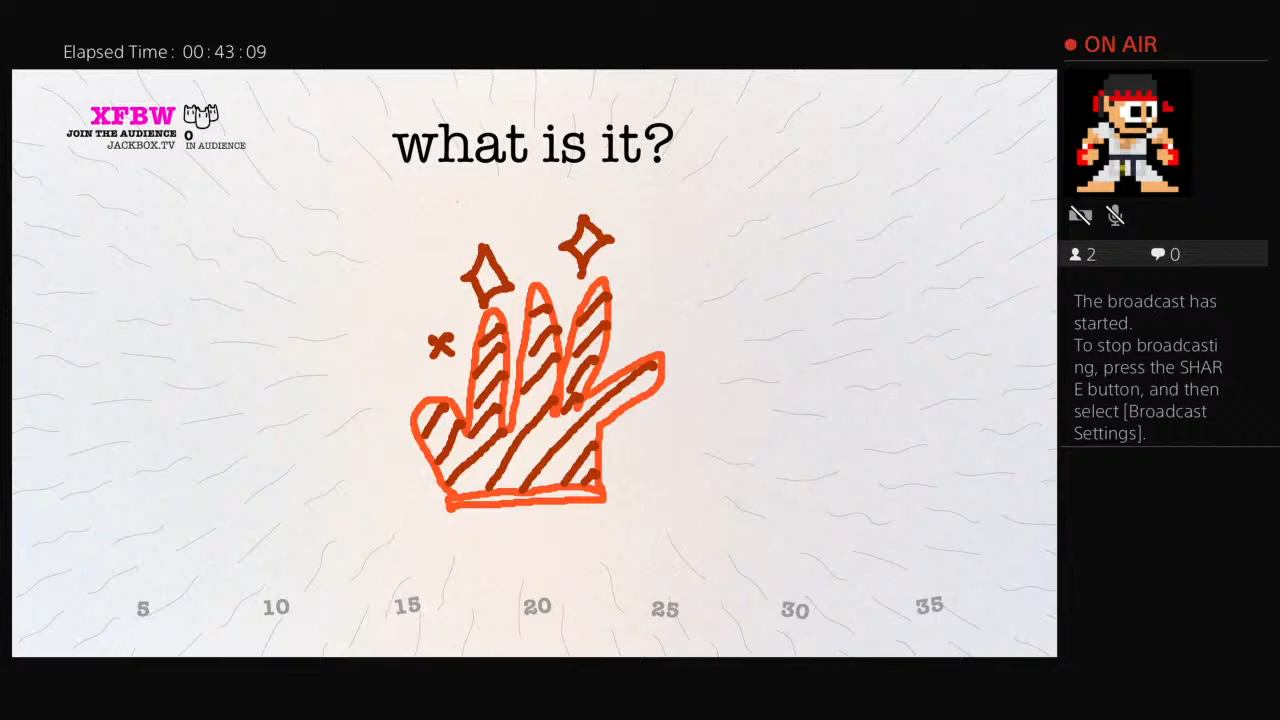 Elapsed Time: 00:43:09
ON AIR
XFBW
JOIN THE AUDIENCE 0
JACKBOX.TV IN AUDIENCE
what is it?
2 0
The broadcast has
started.
To stop broadcasti
ng, press the SHAR
E button, and then
select [Broadcast
Settings].
5 10 15 20 25 30 35